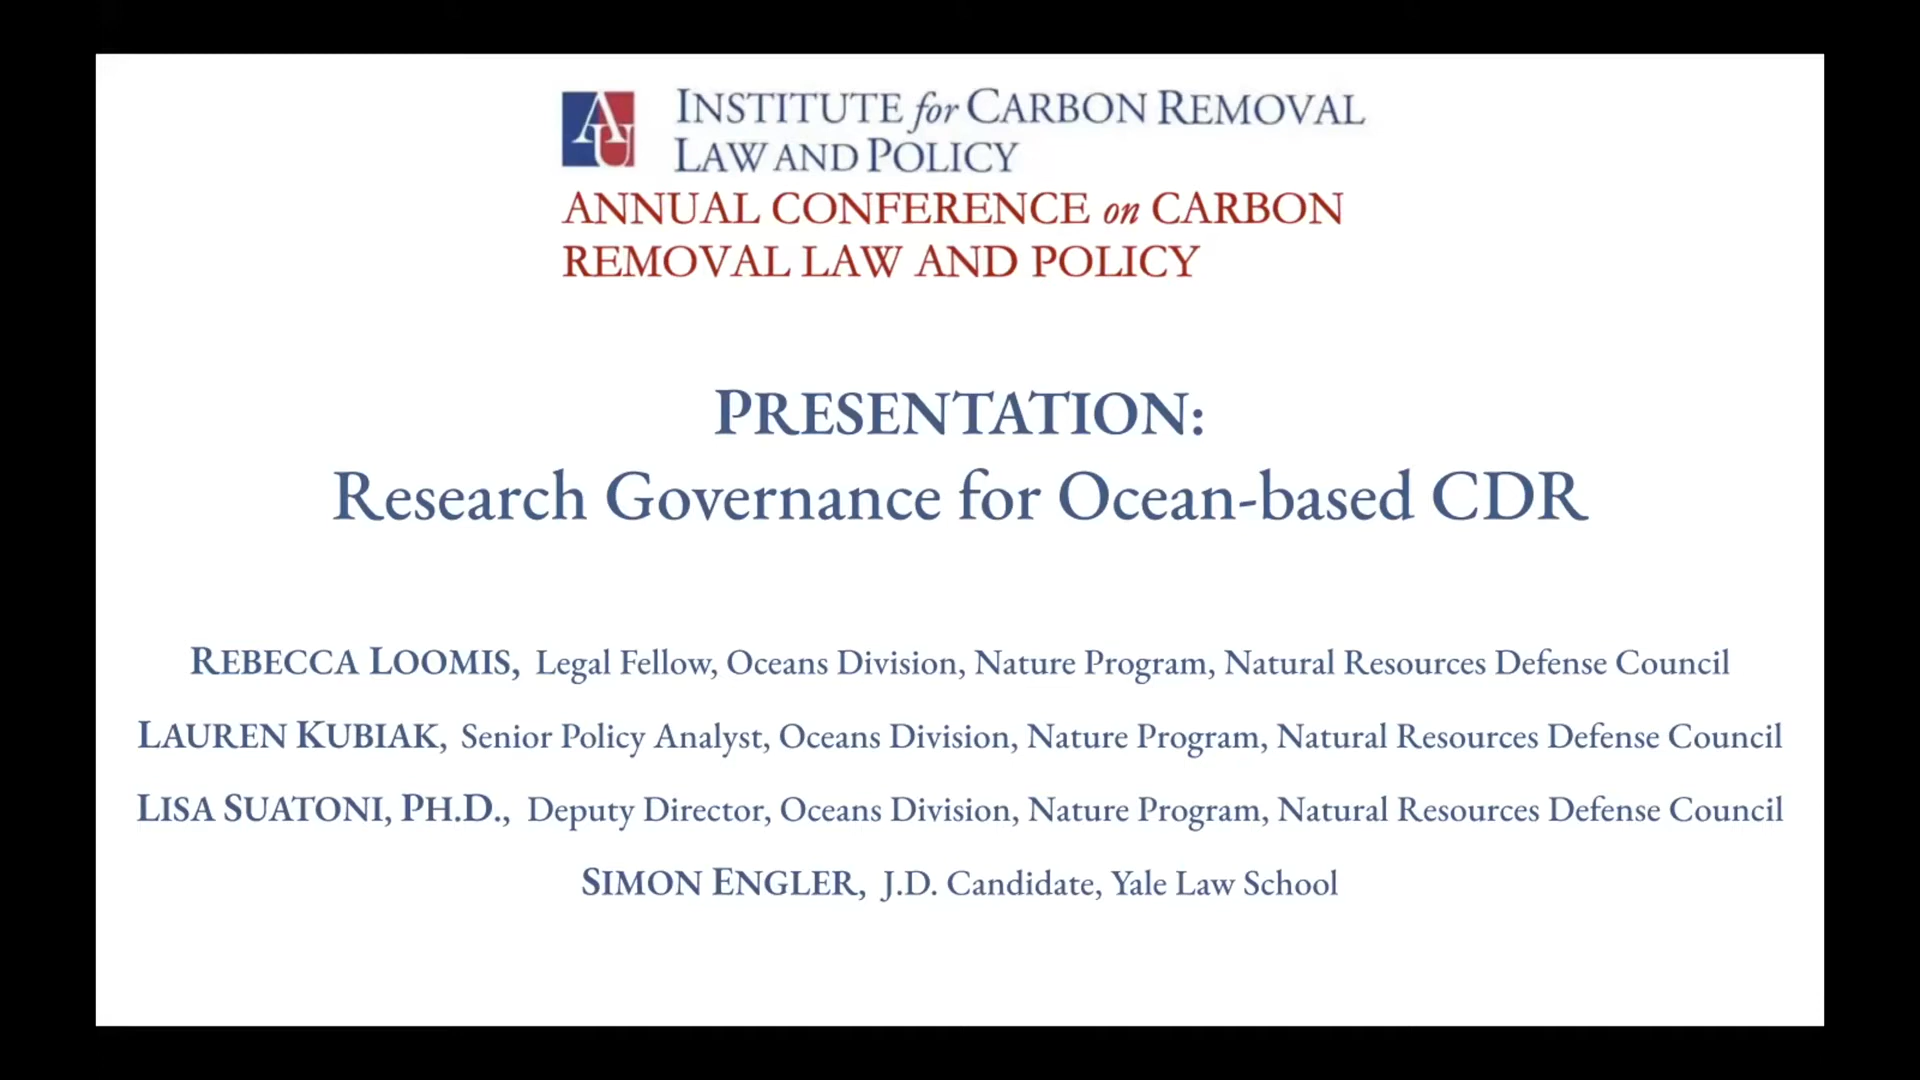 AU
INSTITUTE for CARBON REMOVAL
LAW AND POLICY
ANNUAL CONFERENCE on CARBON
REMOVAL LAW AND POLICY
PRESENTATION:
Research Governance for Ocean-based CDR
REBECCA LOOMIS, Legal Fellow, Oceans Division, Nature Program, Natural Resources Defense Council
LAUREN KUBIAK, Senior Policy Analyst, Oceans Division, Nature Program, Natural Resources Defense Council
LISA SUATONI, PH.D., Deputy Director, Oceans Division, Nature Program, Natural Resources Defense Council
SIMON ENGLER, J.D. Candidate, Yale Law School